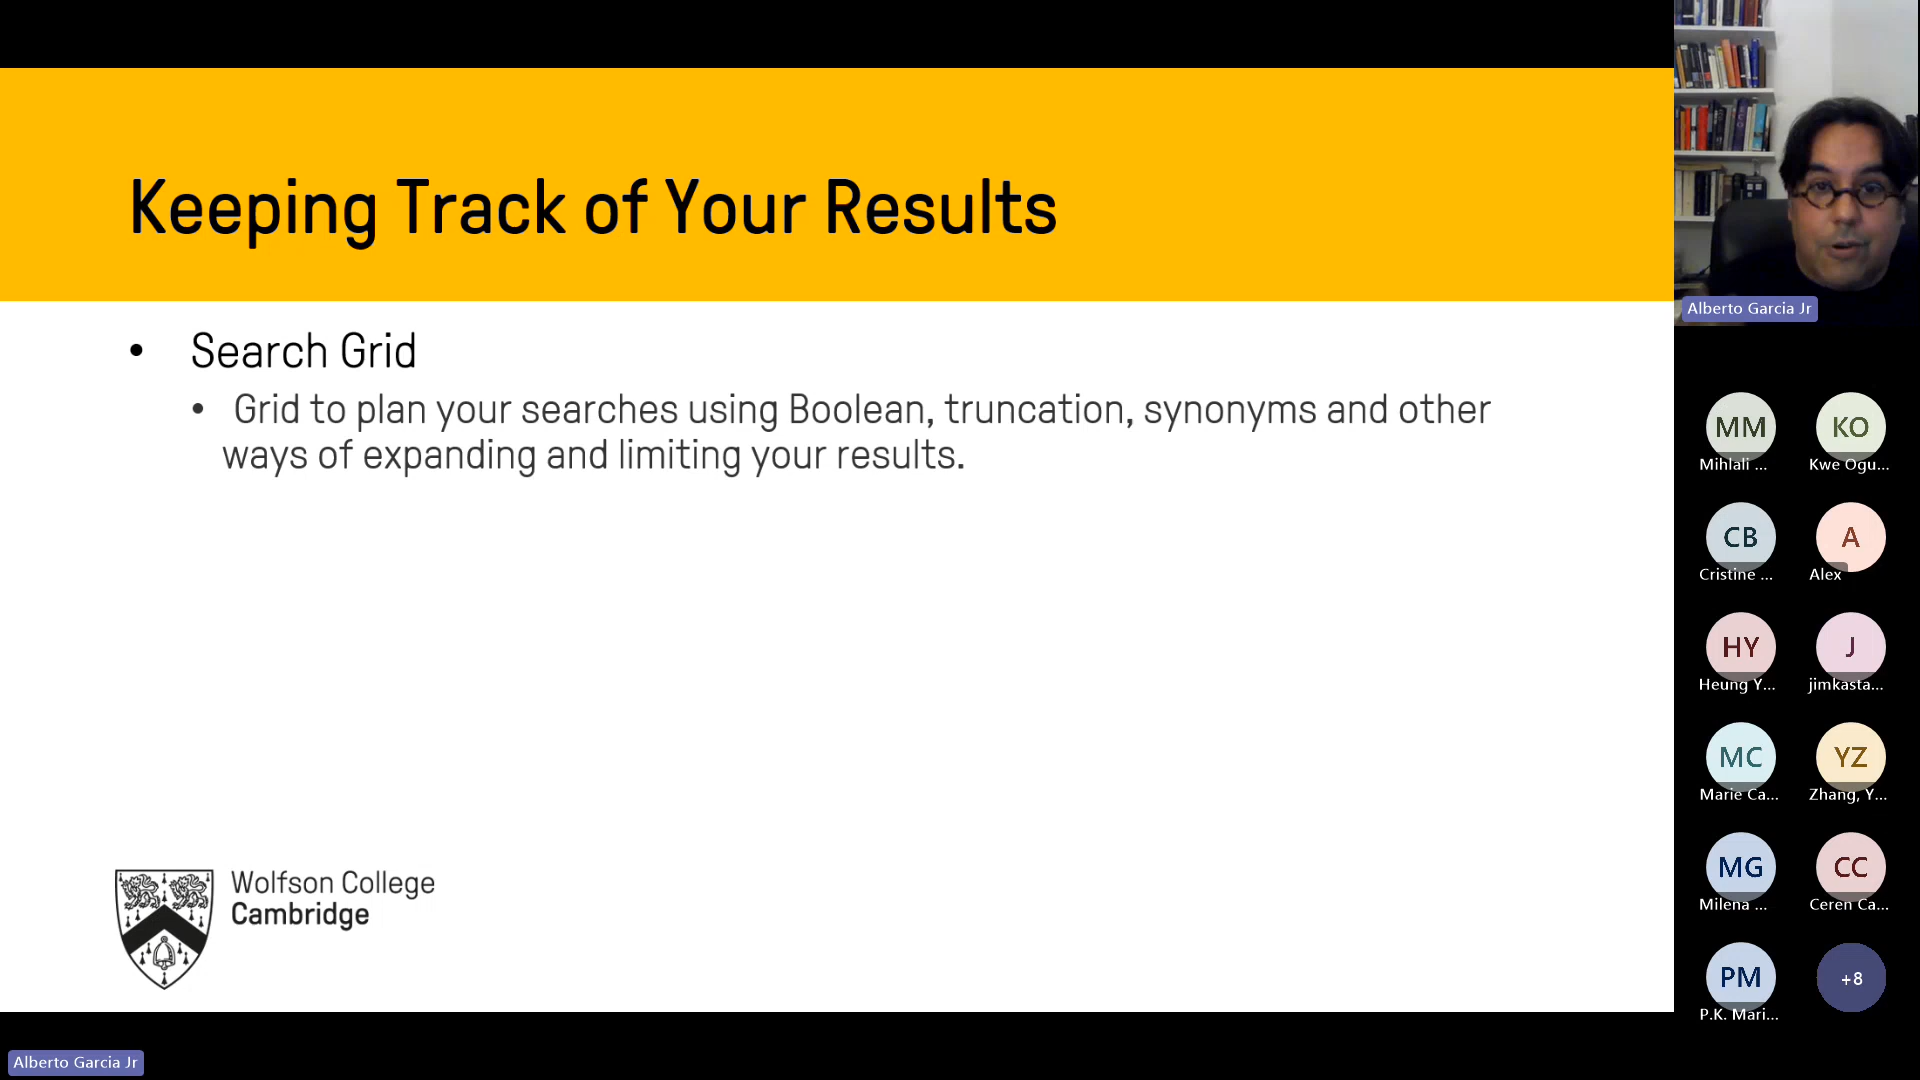 Keeping Track of Your Results
• Search Grid
• Grid to plan your searches using Boolean, truncation, synonyms and other
ways of expanding and limiting your results.
Wolfson College
Cambridge
Alberto Garcia Jr
MM
Mihlali ...
KO
Kwe Ogu...
CB
Cristine ...
A
Alex
HY
Heung Y...
J
jimkasta...
MC
Marie Ca...
YZ
Zhang, Y...
MG
Milena ...
CC
Ceren Ca...
PM
P.K. Mari...
+8
Alberto Garcia Jr